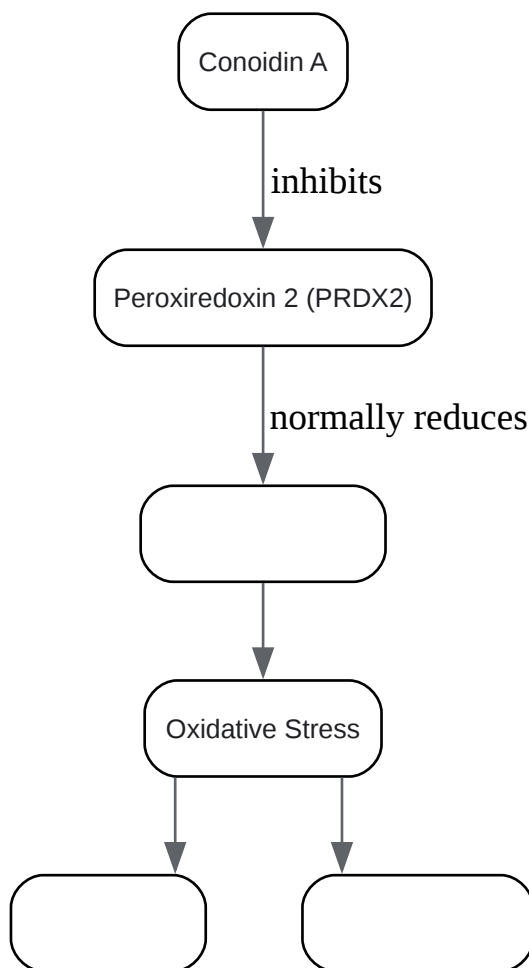 Conoidin A
inhibits
Peroxiredoxin 2 (PRDX2)
normally reduces
Oxidative Stress